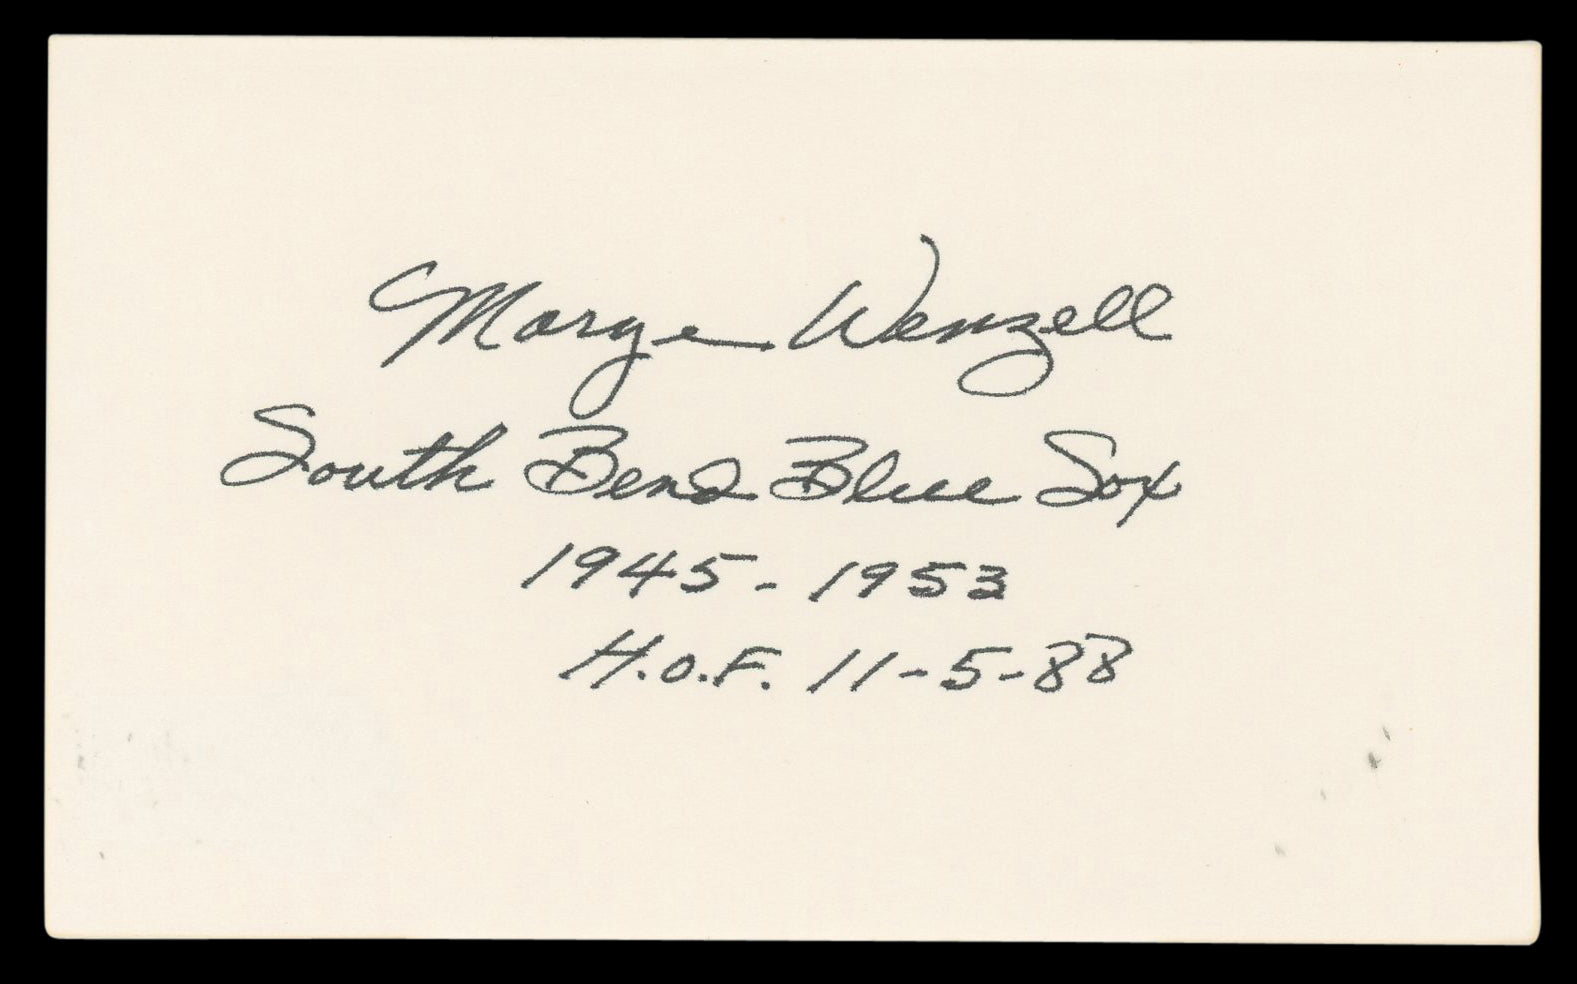 Marge Wenzell
South Bend Blue Sox
1945-1953
H.O.F. 11-5-88